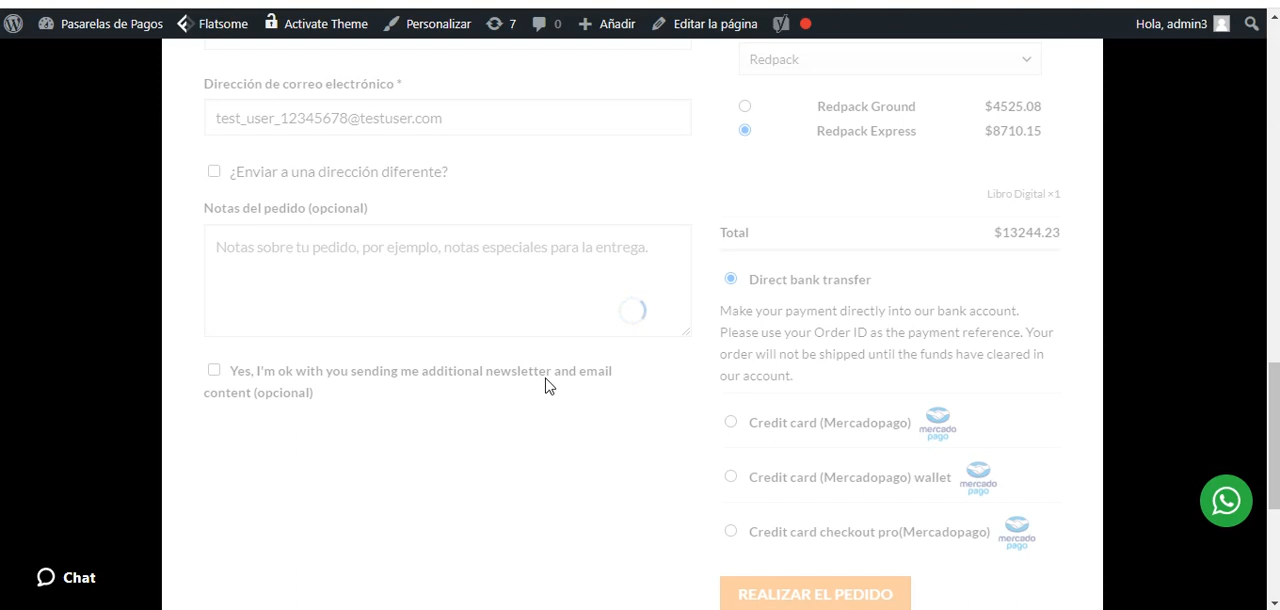 Pasarelas de Pagos
Flatsome
Activate Theme
Personalizar
7
0
Añadir
Editar la página
Hola, admin3
Dirección de correo electrónico *
test_user_12345678@testuser.com
¿Enviar a una dirección diferente?
Notas del pedido (opcional)
Notas sobre tu pedido, por ejemplo, notas especiales para la entrega.
Yes, I'm ok with you sending me additional newsletter and email
content (opcional)
Redpack
Redpack Ground $4525.08
Redpack Express $8710.15
Libro Digital ×1
Total $13244.23
Direct bank transfer
Make your payment directly into our bank account.
Please use your Order ID as the payment reference. Your
order will not be shipped until the funds have cleared in
our account.
Credit card (Mercadopago)
mercado
pago
Credit card (Mercadopago) wallet
mercado
pago
Credit card checkout pro(Mercadopago)
mercado
pago
REALIZAR EL PEDIDO
Chat